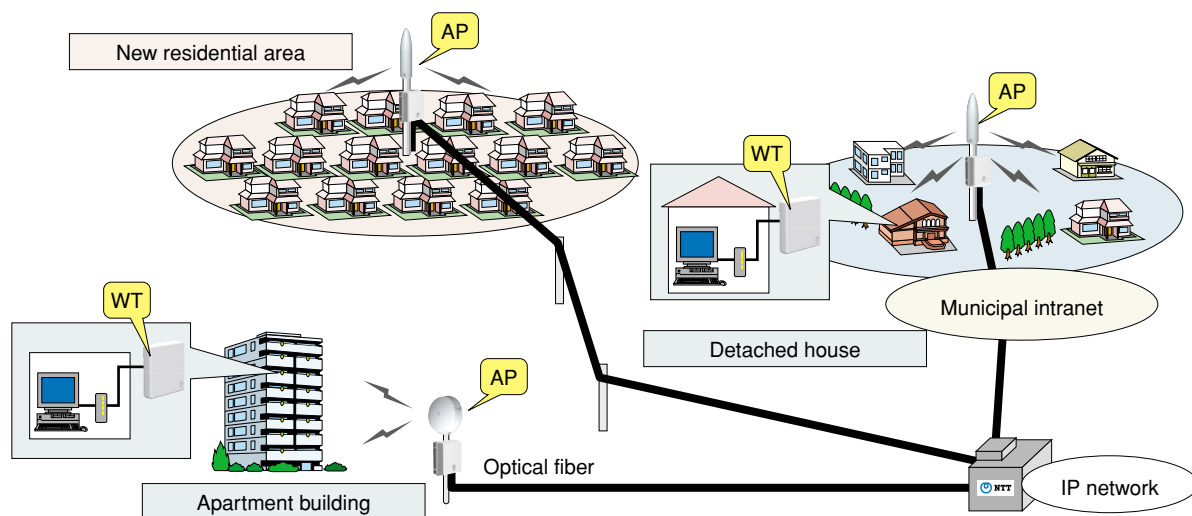 AP
New residential area
AP
WT
Municipal intranet
WT
Detached house
AP
Optical fiber
Apartment building
NTT
IP network